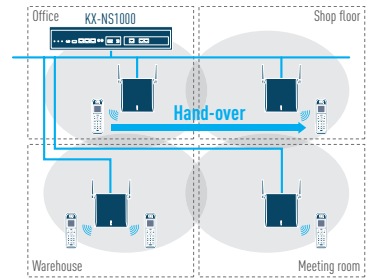 Office
KX-NS1000
Shop floor
Hand-over
Warehouse
Meeting room